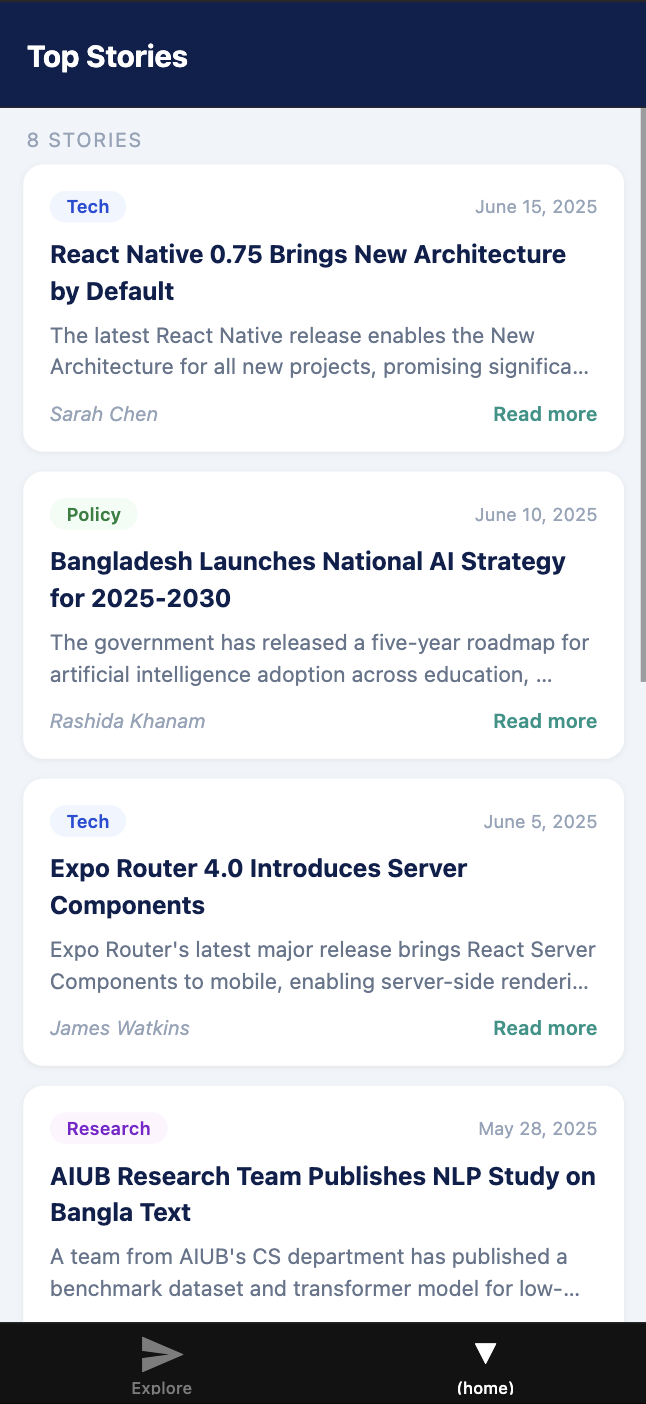 Top Stories
8 STORIES
Tech
June 15, 2025
React Native 0.75 Brings New Architecture
by Default
The latest React Native release enables the New
Architecture for all new projects, promising significa...
Sarah Chen
Read more
Policy
June 10, 2025
Bangladesh Launches National AI Strategy
for 2025-2030
The government has released a five-year roadmap for
artificial intelligence adoption across education, ...
Rashida Khanam
Read more
Tech
June 5, 2025
Expo Router 4.0 Introduces Server
Components
Expo Router's latest major release brings React Server
Components to mobile, enabling server-side renderi...
James Watkins
Read more
Research
May 28, 2025
AIUB Research Team Publishes NLP Study on
Bangla Text
A team from AIUB's CS department has published a
benchmark dataset and transformer model for low-...
Explore
(home)